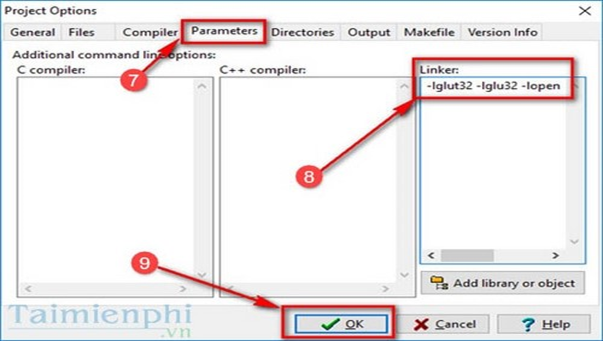 Project Options
General Files Compiler Parameters Directories Output Makefile Version Info
Additional command line options:
C compiler: C++ compiler: Linker:
-lglut32 -lglu32 -lopen
7
8
9
Add library or object
OK Cancel ? Help
Taimienphi
.vn